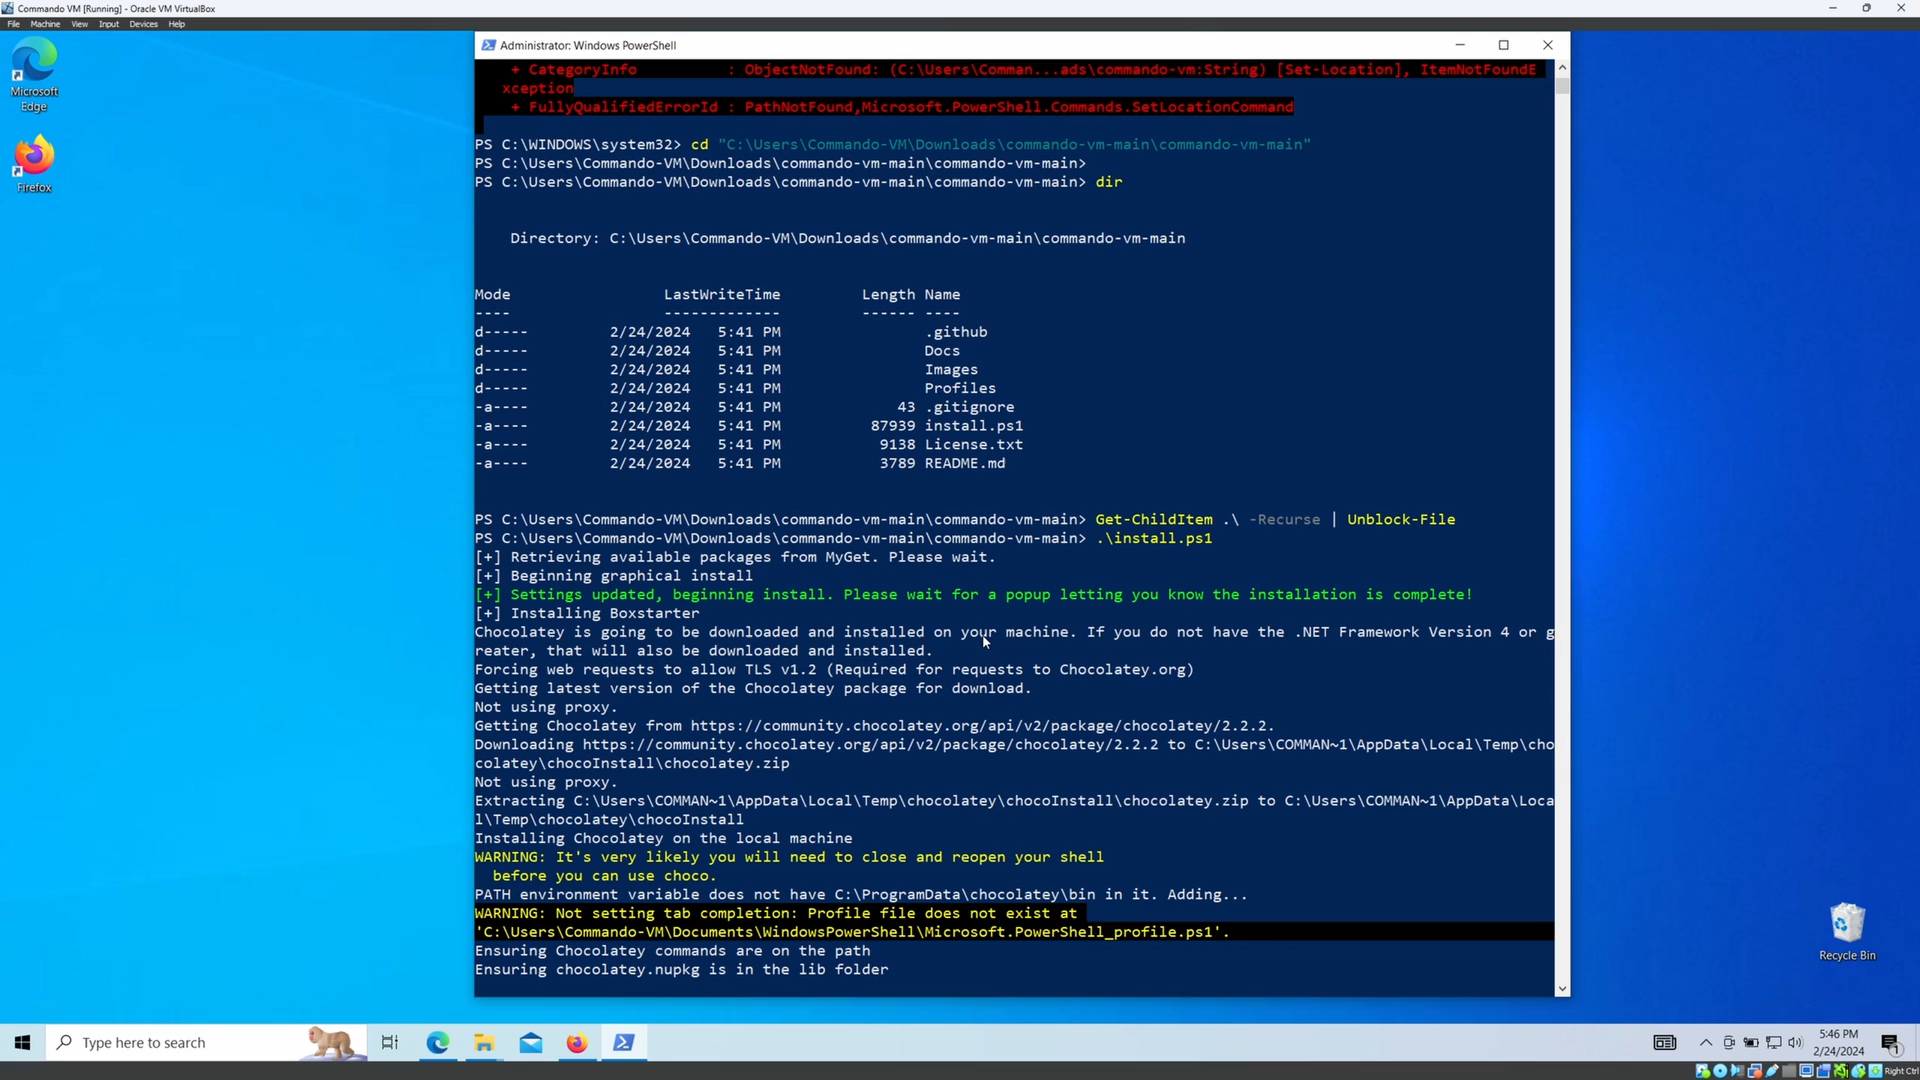 Commando VM [Running] - Oracle VM VirtualBox
File Machine View Input Devices Help
Microsoft
Edge
Firefox
Administrator: Windows PowerShell
+ CategoryInfo : ObjectNotFound: (C:\Users\Comman...ads\commando-vm:String) [Set-Location], ItemNotFoundE
xception
+ FullyQualifiedErrorId : PathNotFound,Microsoft.PowerShell.Commands.SetLocationCommand
PS C:\WINDOWS\system32> cd "C:\Users\Commando-VM\Downloads\commando-vm-main\commando-vm-main"
PS C:\Users\Commando-VM\Downloads\commando-vm-main\commando-vm-main>
PS C:\Users\Commando-VM\Downloads\commando-vm-main\commando-vm-main> dir
Directory: C:\Users\Commando-VM\Downloads\commando-vm-main\commando-vm-main
Mode LastWriteTime Length Name
---- ------------- ------ ----
d----- 2/24/2024 5:41 PM .github
d----- 2/24/2024 5:41 PM Docs
d----- 2/24/2024 5:41 PM Images
d----- 2/24/2024 5:41 PM Profiles
-a---- 2/24/2024 5:41 PM 43 .gitignore
-a---- 2/24/2024 5:41 PM 87939 install.ps1
-a---- 2/24/2024 5:41 PM 9138 License.txt
-a---- 2/24/2024 5:41 PM 3789 README.md
PS C:\Users\Commando-VM\Downloads\commando-vm-main\commando-vm-main> Get-ChildItem .\ -Recurse | Unblock-File
PS C:\Users\Commando-VM\Downloads\commando-vm-main\commando-vm-main> .\install.ps1
[+] Retrieving available packages from MyGet. Please wait.
[+] Beginning graphical install
[+] Settings updated, beginning install. Please wait for a popup letting you know the installation is complete!
[+] Installing Boxstarter
Chocolatey is going to be downloaded and installed on your machine. If you do not have the .NET Framework Version 4 or g
reater, that will also be downloaded and installed.
Forcing web requests to allow TLS v1.2 (Required for requests to Chocolatey.org)
Getting latest version of the Chocolatey package for download.
Not using proxy.
Getting Chocolatey from https://community.chocolatey.org/api/v2/package/chocolatey/2.2.2.
Downloading https://community.chocolatey.org/api/v2/package/chocolatey/2.2.2 to C:\Users\COMMAN~1\AppData\Local\Temp\cho
colatey\chocoInstall\chocolatey.zip
Not using proxy.
Extracting C:\Users\COMMAN~1\AppData\Local\Temp\chocolatey\chocoInstall\chocolatey.zip to C:\Users\COMMAN~1\AppData\Loca
l\Temp\chocolatey\chocoInstall
Installing Chocolatey on the local machine
WARNING: It's very likely you will need to close and reopen your shell
before you can use choco.
PATH environment variable does not have C:\ProgramData\chocolatey\bin in it. Adding...
WARNING: Not setting tab completion: Profile file does not exist at
'C:\Users\Commando-VM\Documents\WindowsPowerShell\Microsoft.PowerShell_profile.ps1'.
Ensuring Chocolatey commands are on the path
Ensuring chocolatey.nupkg is in the lib folder
Recycle Bin
Type here to search
5:46 PM
2/24/2024
1
Right Ctrl